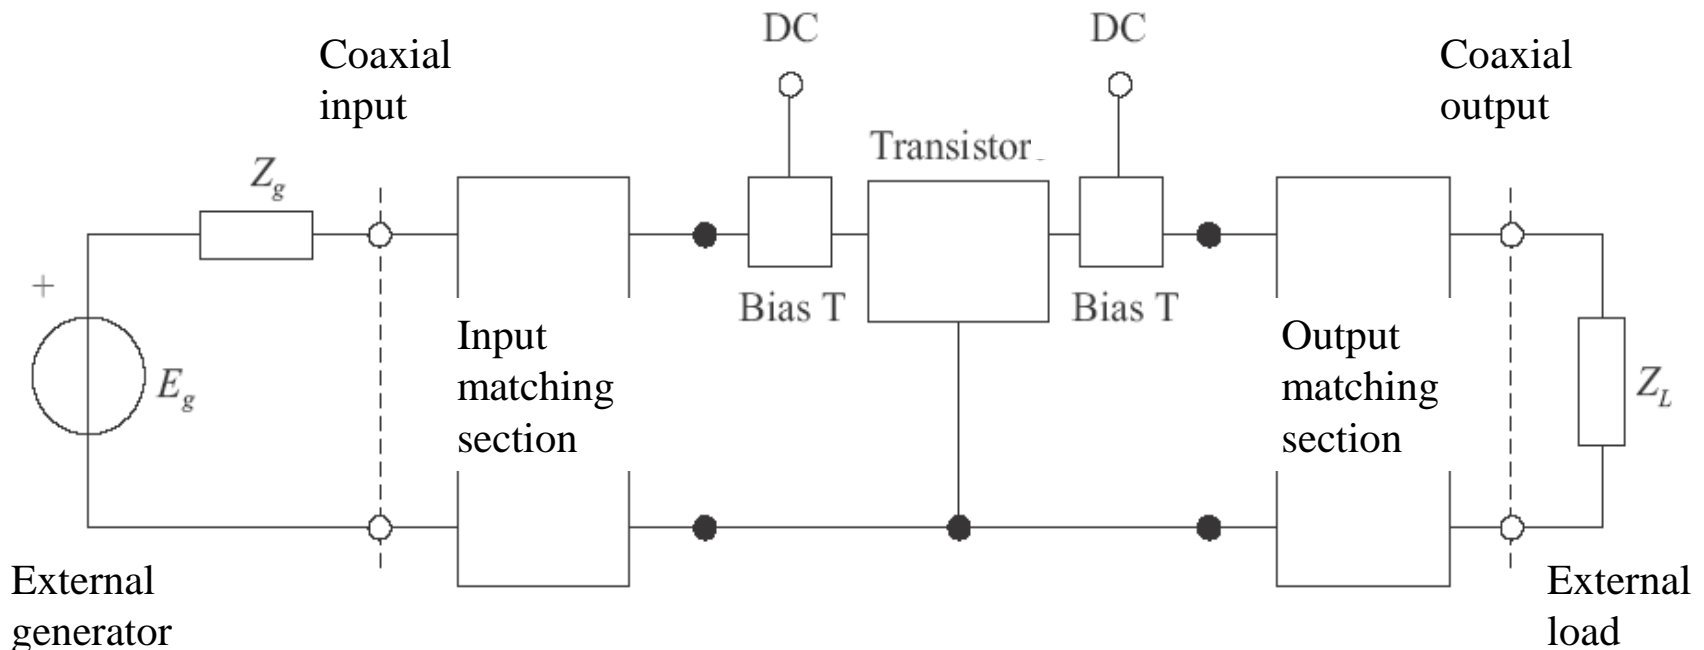 DC
DC
Coaxial
input
Coaxial
output
Transistor
Z_g
+
Bias T
Bias T
Input
matching
section
Output
matching
section
E_g
Z_L
External
generator
External
load